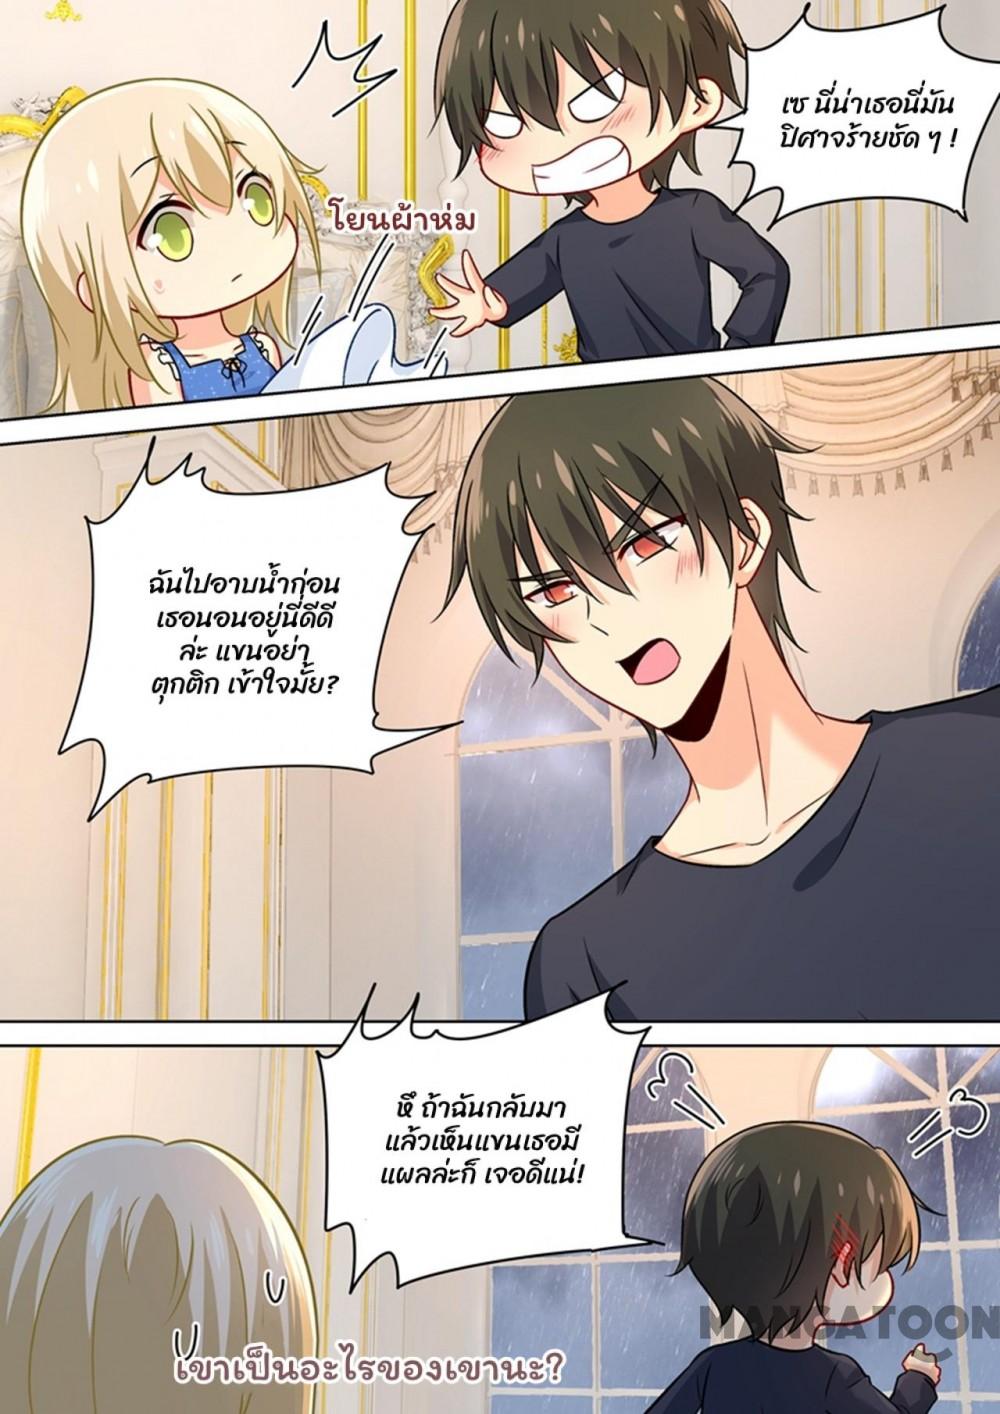 เซ นี่น่าเธอนี่มัน
ปิศาจร้ายชัด ๆ !
โยนผ้าห่ม
ฉันไปอาบน้ำก่อน
เธอนอนอยู่นี่ดีดี
ล่ะ แขนอย่า
ตุกติก เข้าใจมั้ย?
หึ ถ้าฉันกลับมา
แล้วเห็นแขนเธอมี
แผลล่ะก็ เจอดีแน่!
MANGATOON
เขาเป็นอะไรของเขานะ?